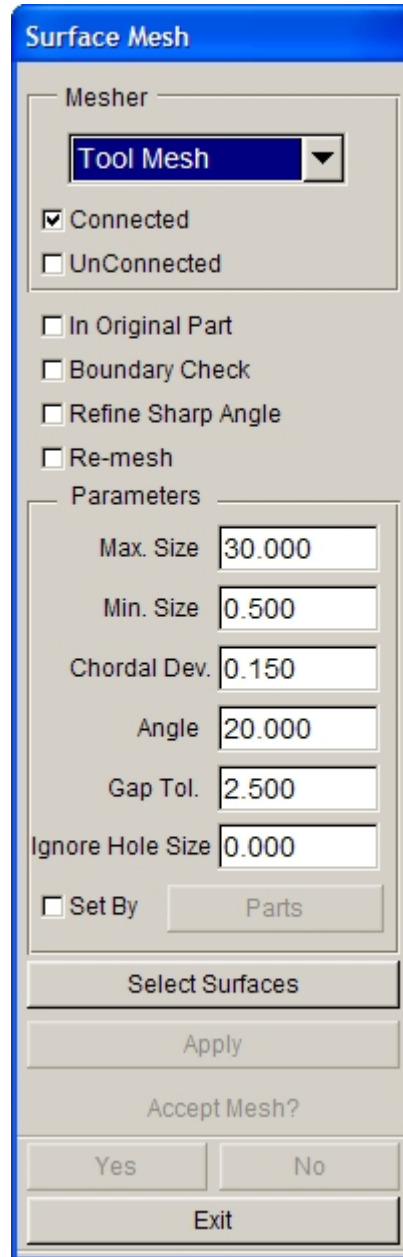 Surface Mesh
Mesher
Tool Mesh
Connected
UnConnected
In Original Part
Boundary Check
Refine Sharp Angle
Re-mesh
Parameters
Max. Size 30.000
Min. Size 0.500
Chordal Dev. 0.150
Angle 20.000
Gap Tol. 2.500
Ignore Hole Size 0.000
Set By Parts
Select Surfaces
Apply
Accept Mesh?
Yes No
Exit